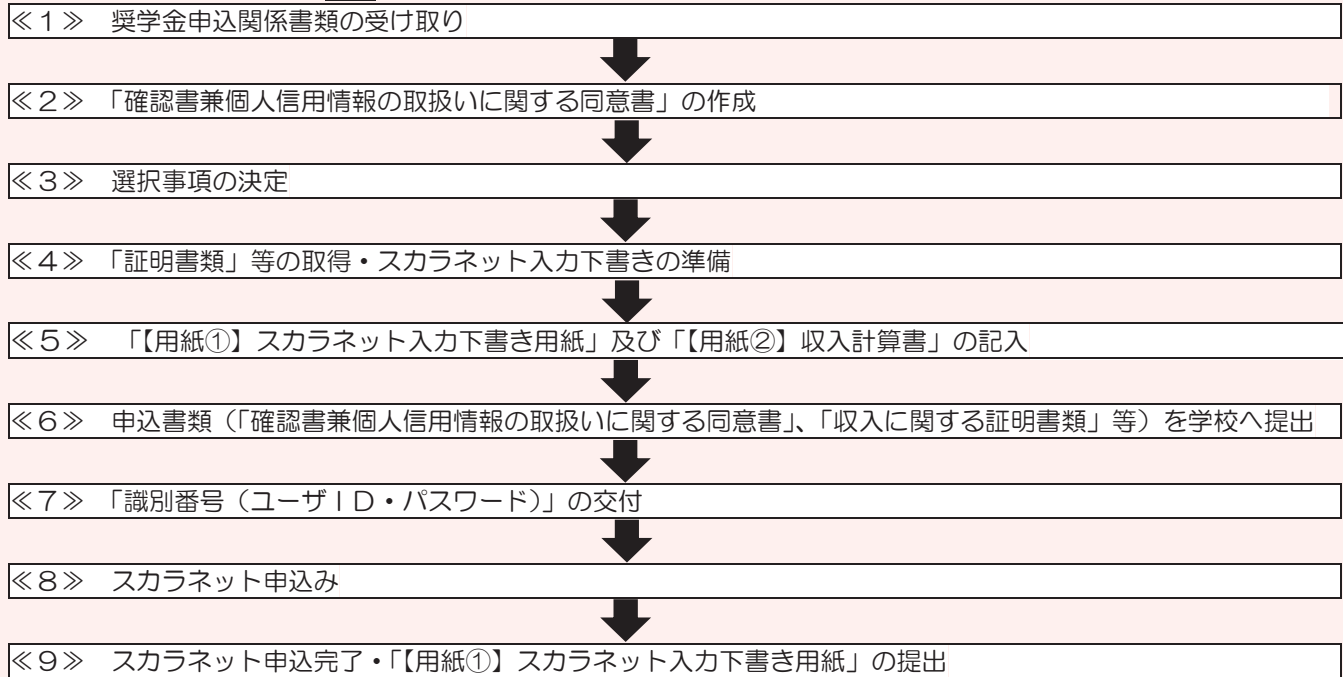 ≪１≫　奨学金申込関係書類の受け取り
≪２≫　「確認書兼個人信用情報の取扱いに関する同意書」の作成
≪３≫　選択事項の決定
≪４≫　「証明書類」等の取得・スカラネット入力下書きの準備
≪５≫　「【用紙①】スカラネット入力下書き用紙」及び「【用紙②】収入計算書」の記入
≪６≫　申込書類（「確認書兼個人信用情報の取扱いに関する同意書」、「収入に関する証明書類」等）を学校へ提出
≪７≫　「識別番号（ユーザＩＤ・パスワード）」の交付
≪８≫　スカラネット申込み
≪９≫　スカラネット申込完了・「【用紙①】スカラネット入力下書き用紙」の提出